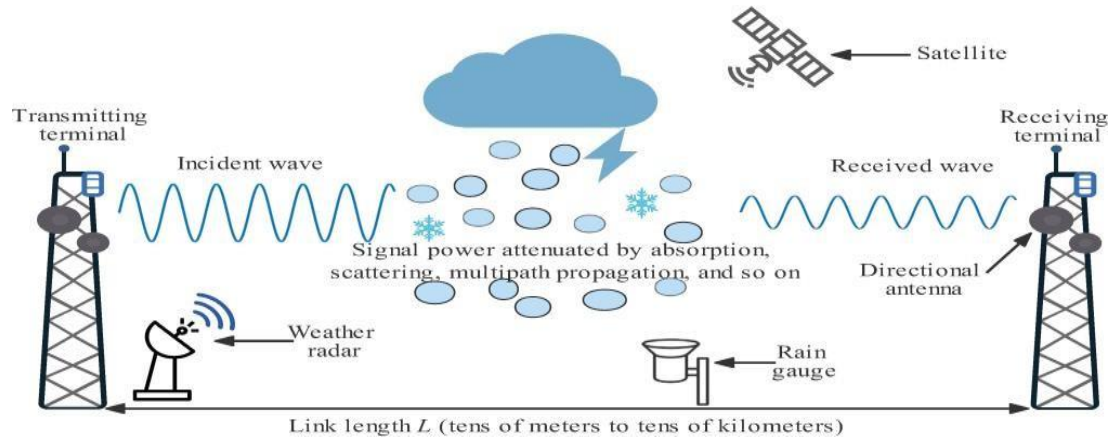 Satellite
Transmitting
terminal
Receiving
terminal
Incident wave
Received wave
Signal power attenuated by absorption,
scattering, multipath propagation, and so on
Directional
antenna
Weather
radar
Rain
gauge
Link length L (tens of meters to tens of kilometers)